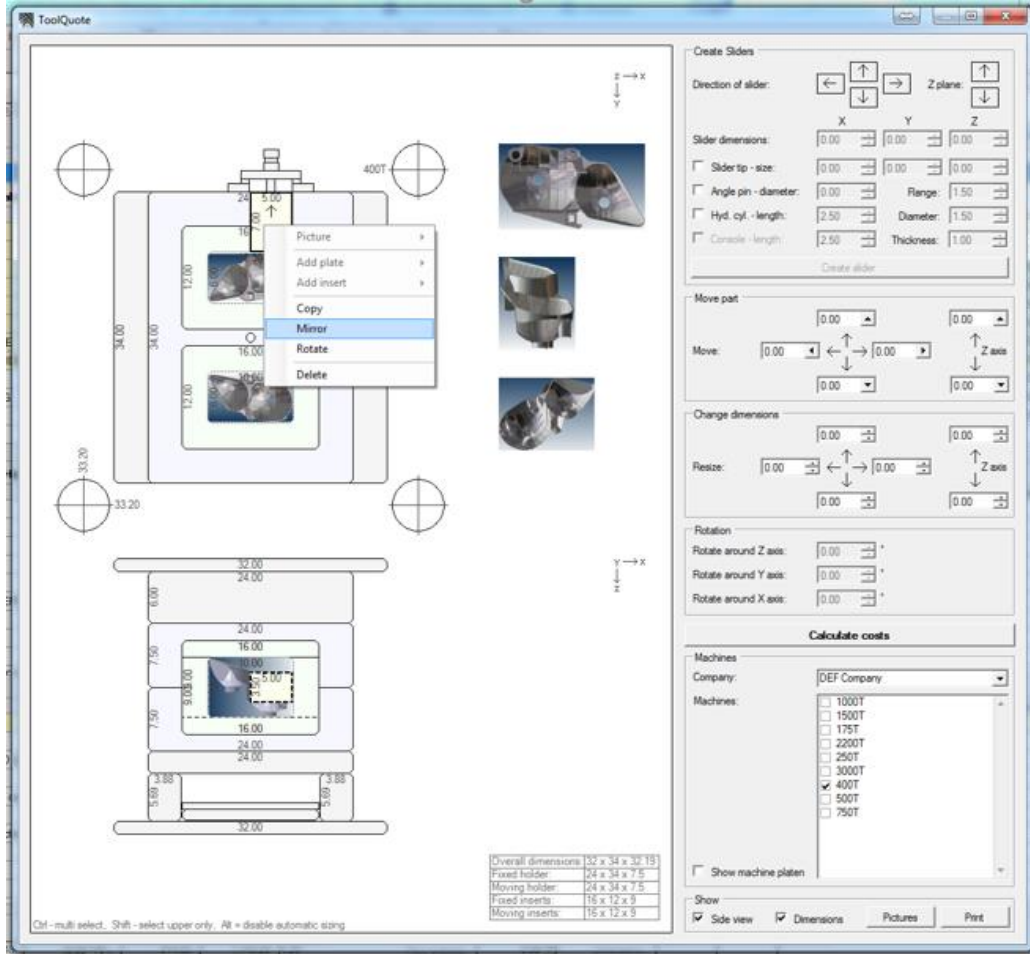 ToolQuote
Z → X
Y
400T
24 5.00
7.00
16
12.00
34.00
34.00
16.00
10.00
12.00
33.20
33.20
Picture
Add plate
Add insert
Copy
Mirror
Rotate
Delete
Y → X
Z
32.00
24.00
6.00
24.00
16.00
7.50
10.00
5.00
3.50
9.00
9.00
16.00
7.50
24.00
24.00
3.88
3.88
5.69
5.69
32.00
Overall dimensions 32 x 34 x 32.19
Fixed holder: 24 x 34 x 7.5
Moving holder: 24 x 34 x 7.5
Fixed inserts: 16 x 12 x 9
Moving inserts: 16 x 12 x 9
Ctrl - multi select, Shift - select upper only, Alt = disable automatic sizing
Create Sliders
Direction of slider: Z plane:
X Y Z
Slider dimensions: 0.00 0.00 0.00
Slider tip - size: 0.00 0.00 0.00
Angle pin - diameter: 0.00 Range: 1.50
Hyd. cyl. - length: 2.50 Diameter: 1.50
Console - length: 2.50 Thickness: 1.00
Create slider
Move part
0.00 0.00
Move: 0.00 0.00 Z axis
0.00 0.00
Change dimensions
0.00 0.00
Resize: 0.00 0.00 Z axis
0.00 0.00
Rotation
Rotate around Z axis: 0.00 °
Rotate around Y axis: 0.00 °
Rotate around X axis: 0.00 °
Calculate costs
Machines
Company: DEF Company
Machines: 1000T
1500T
175T
2200T
250T
3000T
400T
500T
750T
Show machine platen
Show
Side view Dimensions Pictures Print